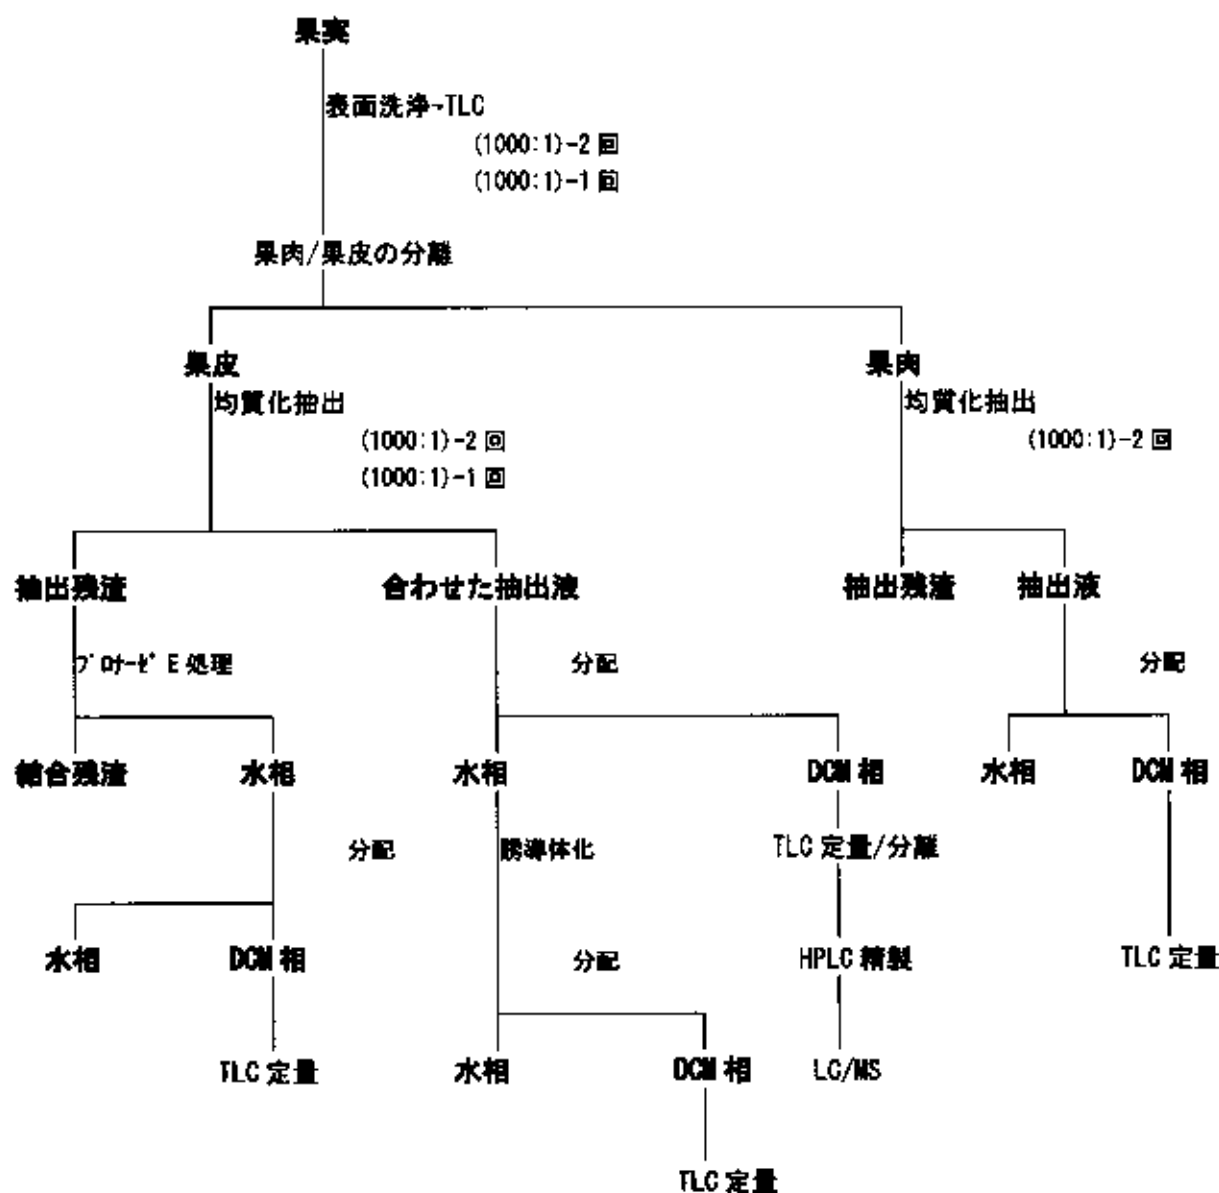 果実
表面洗浄-TLC
(1000:1)-2回
(1000:1)-1回
果肉/果皮の分離
果皮
果肉
均質化抽出
均質化抽出
(1000:1)-2回
(1000:1)-2回
(1000:1)-1回
抽出残渣
合わせた抽出液
抽出残渣
抽出液
プロナーゼE処理
分配
分配
結合残渣
水相
水相
DCM相
水相
DCM相
分配
誘導体化
TLC定量/分離
水相
DCM相
分配
HPLC精製
TLC定量
TLC定量
水相
DCM相
LC/MS
TLC定量